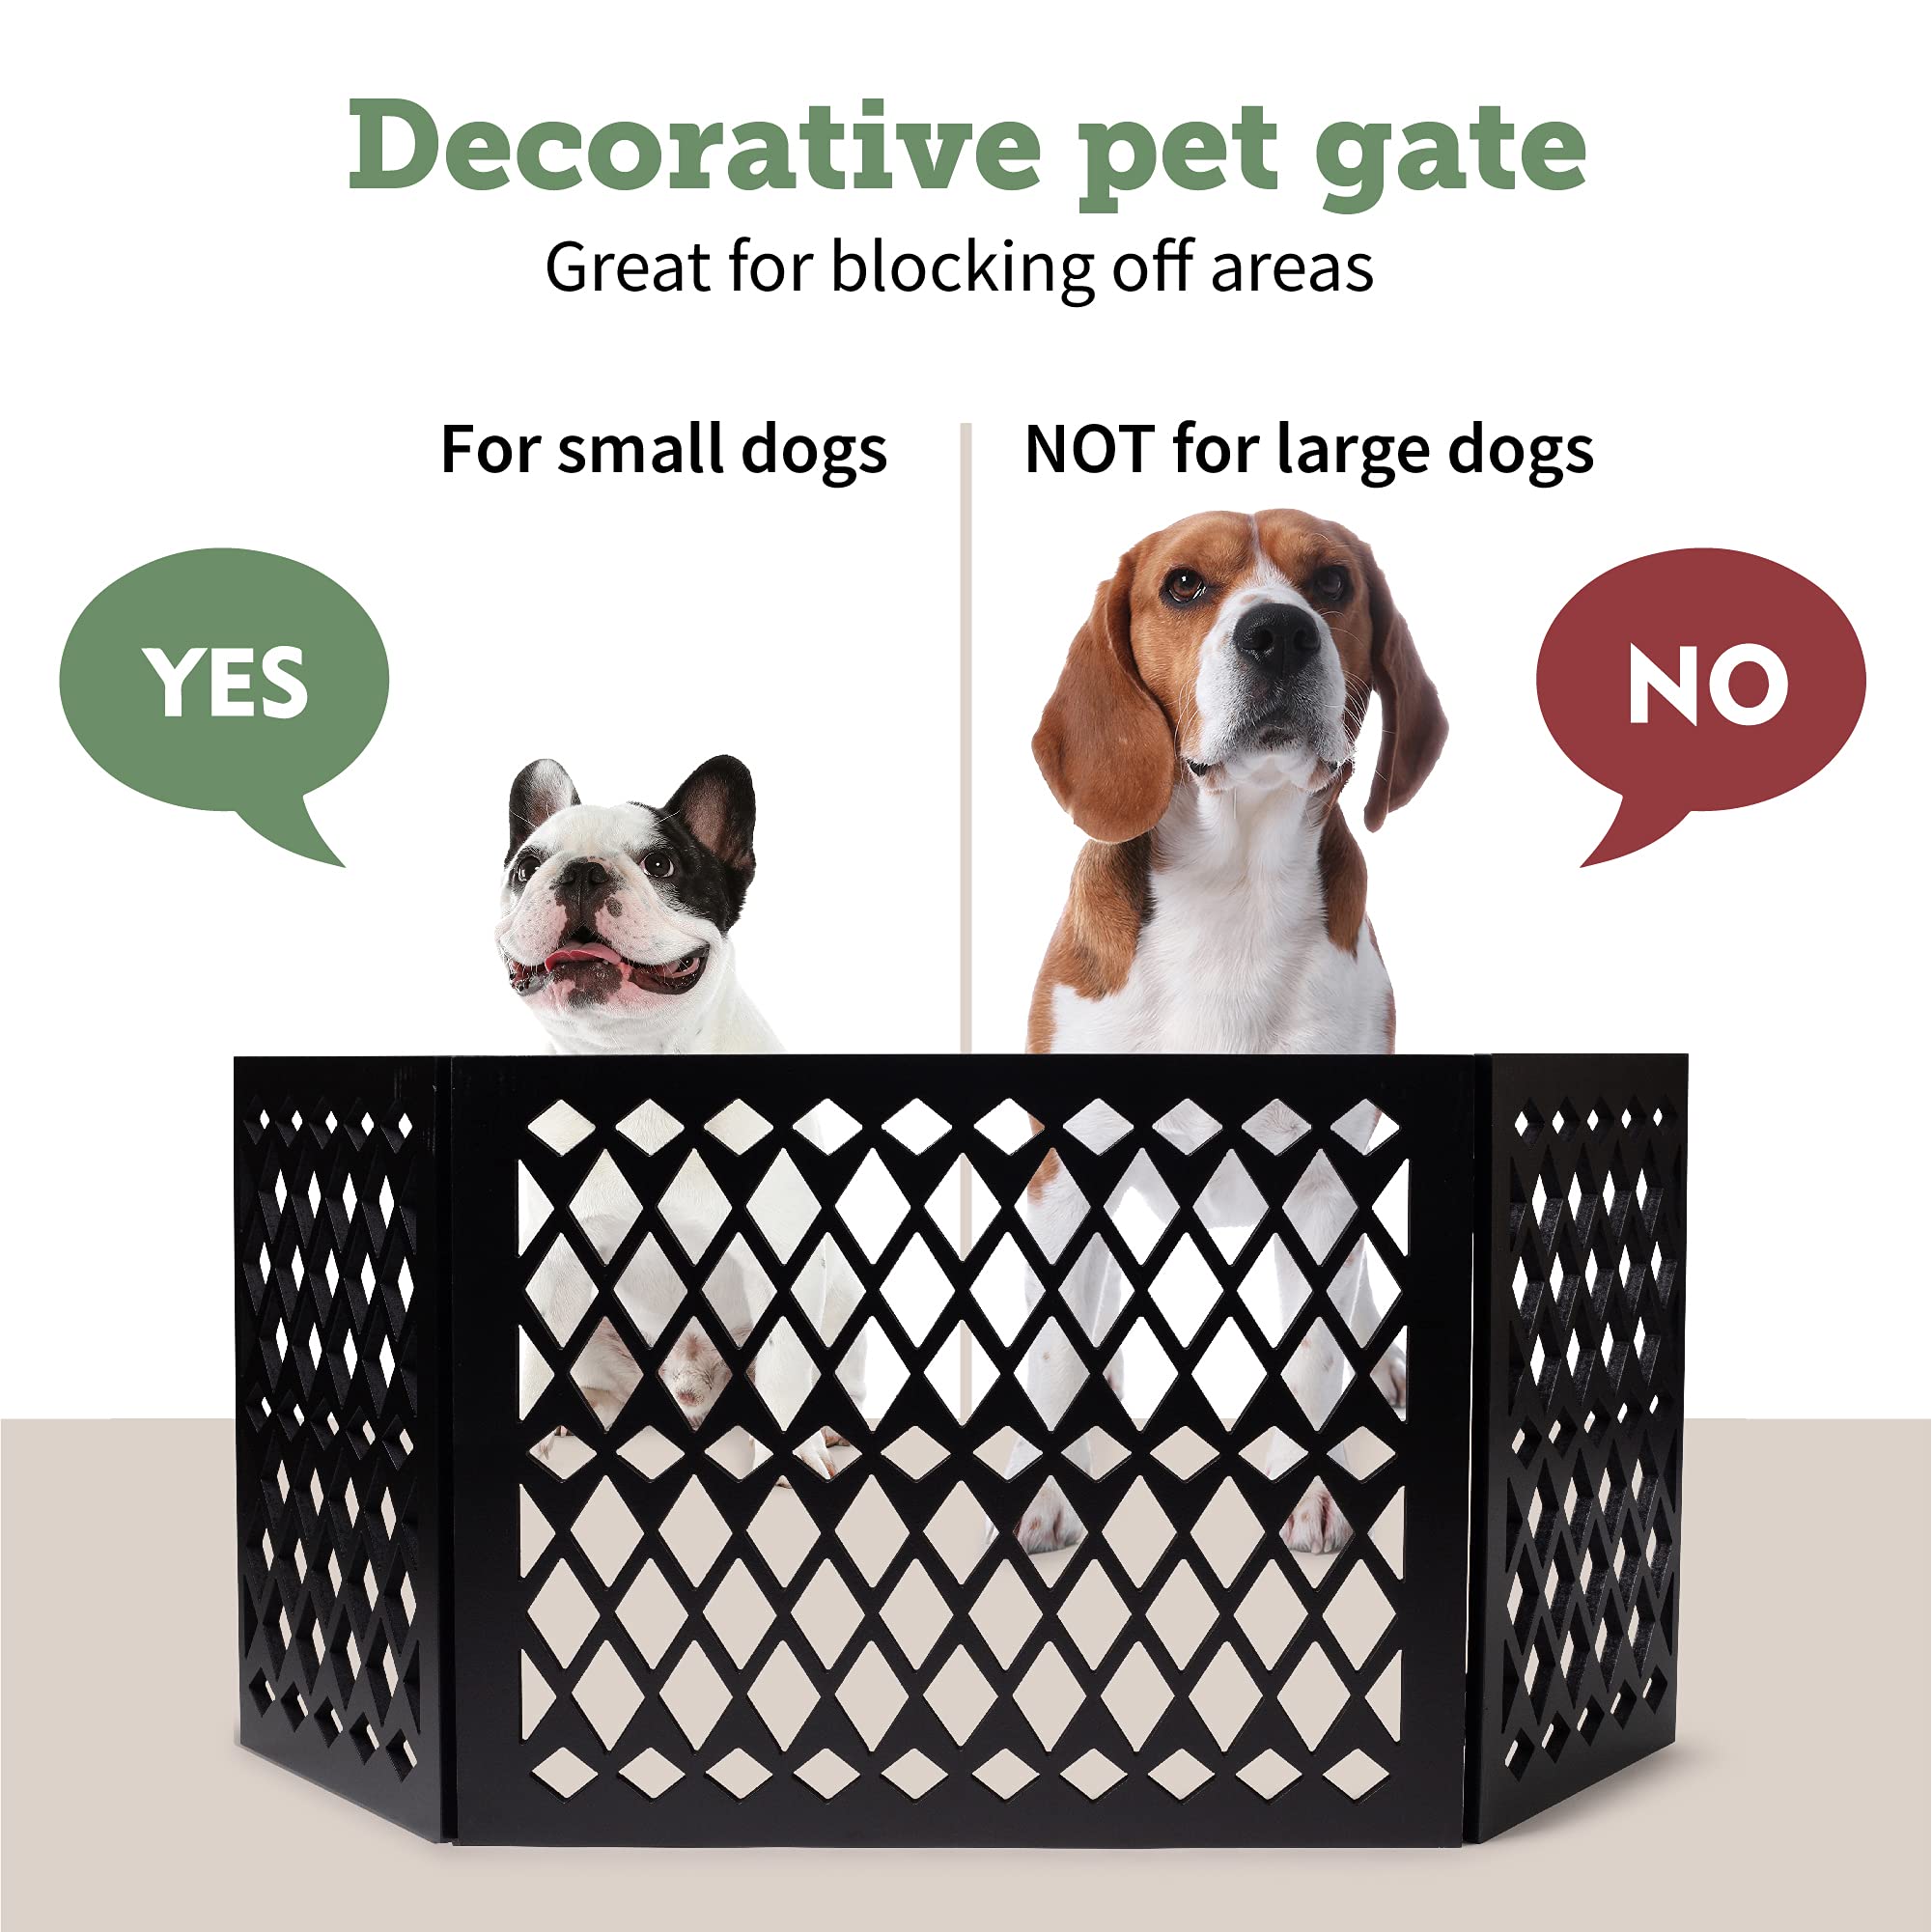 Decorative pet gate
Great for blocking off areas
For small dogs
NOT for large dogs
YES
NO